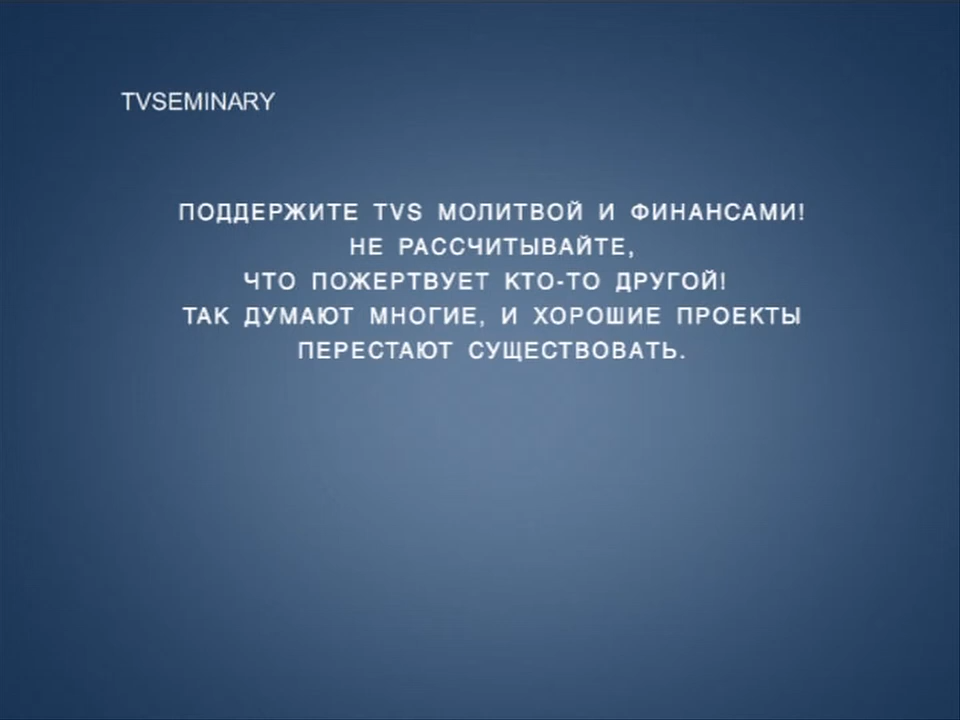 TVSEMINARY
ПОДДЕРЖИТЕ TVS МОЛИТВОЙ И ФИНАНСАМИ!
НЕ РАССЧИТЫВАЙТЕ,
ЧТО ПОЖЕРТВУЕТ КТО-ТО ДРУГОЙ!
ТАК ДУМАЮТ МНОГИЕ, И ХОРОШИЕ ПРОЕКТЫ
ПЕРЕСТАЮТ СУЩЕСТВОВАТЬ.